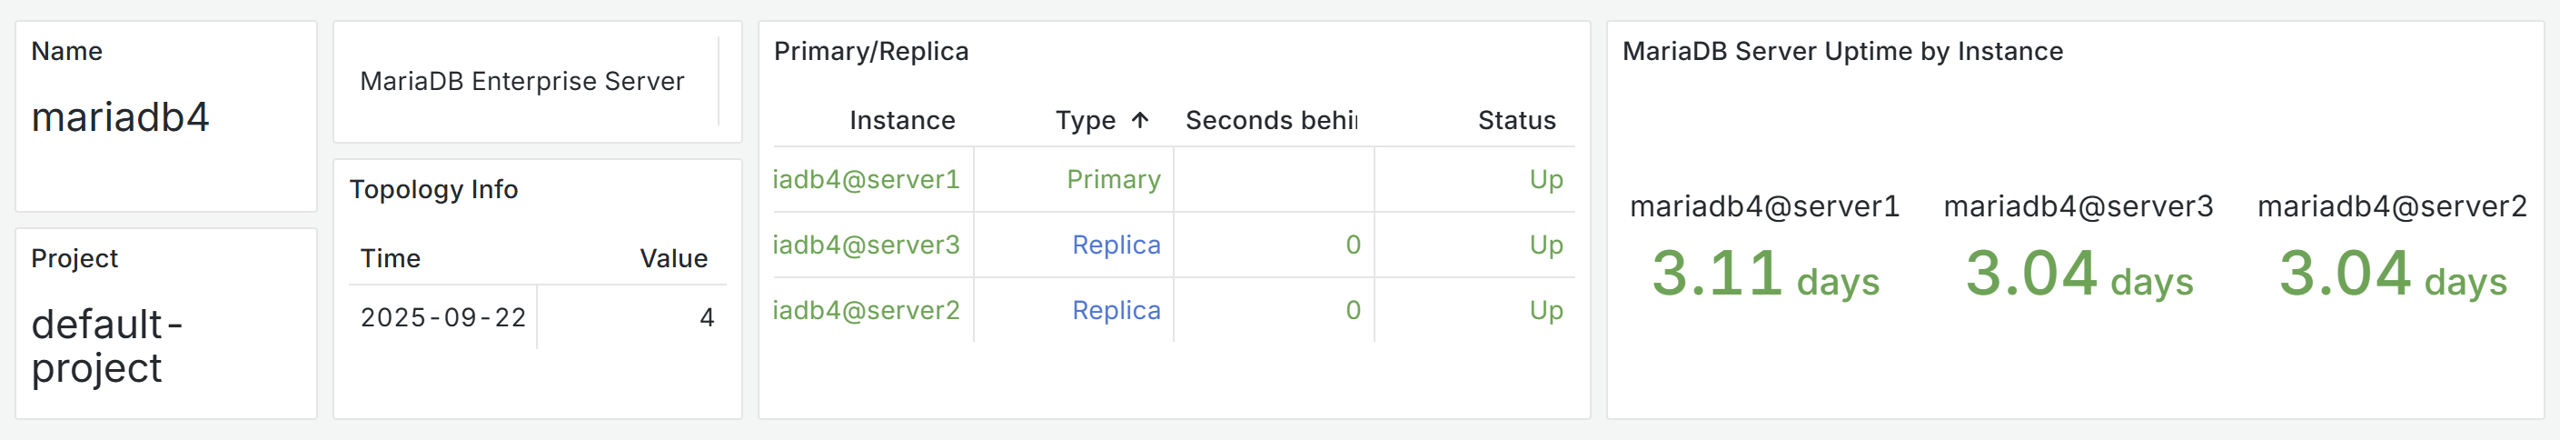 Name
mariadb4
Project
default-
project
MariaDB Enterprise Server
Topology Info
Time Value
2025-09-22 4
Primary/Replica
Instance Type ↑ Seconds behi Status
iadb4@server1 Primary Up
iadb4@server3 Replica 0 Up
iadb4@server2 Replica 0 Up
MariaDB Server Uptime by Instance
mariadb4@server1 mariadb4@server3 mariadb4@server2
3.11 days 3.04 days 3.04 days